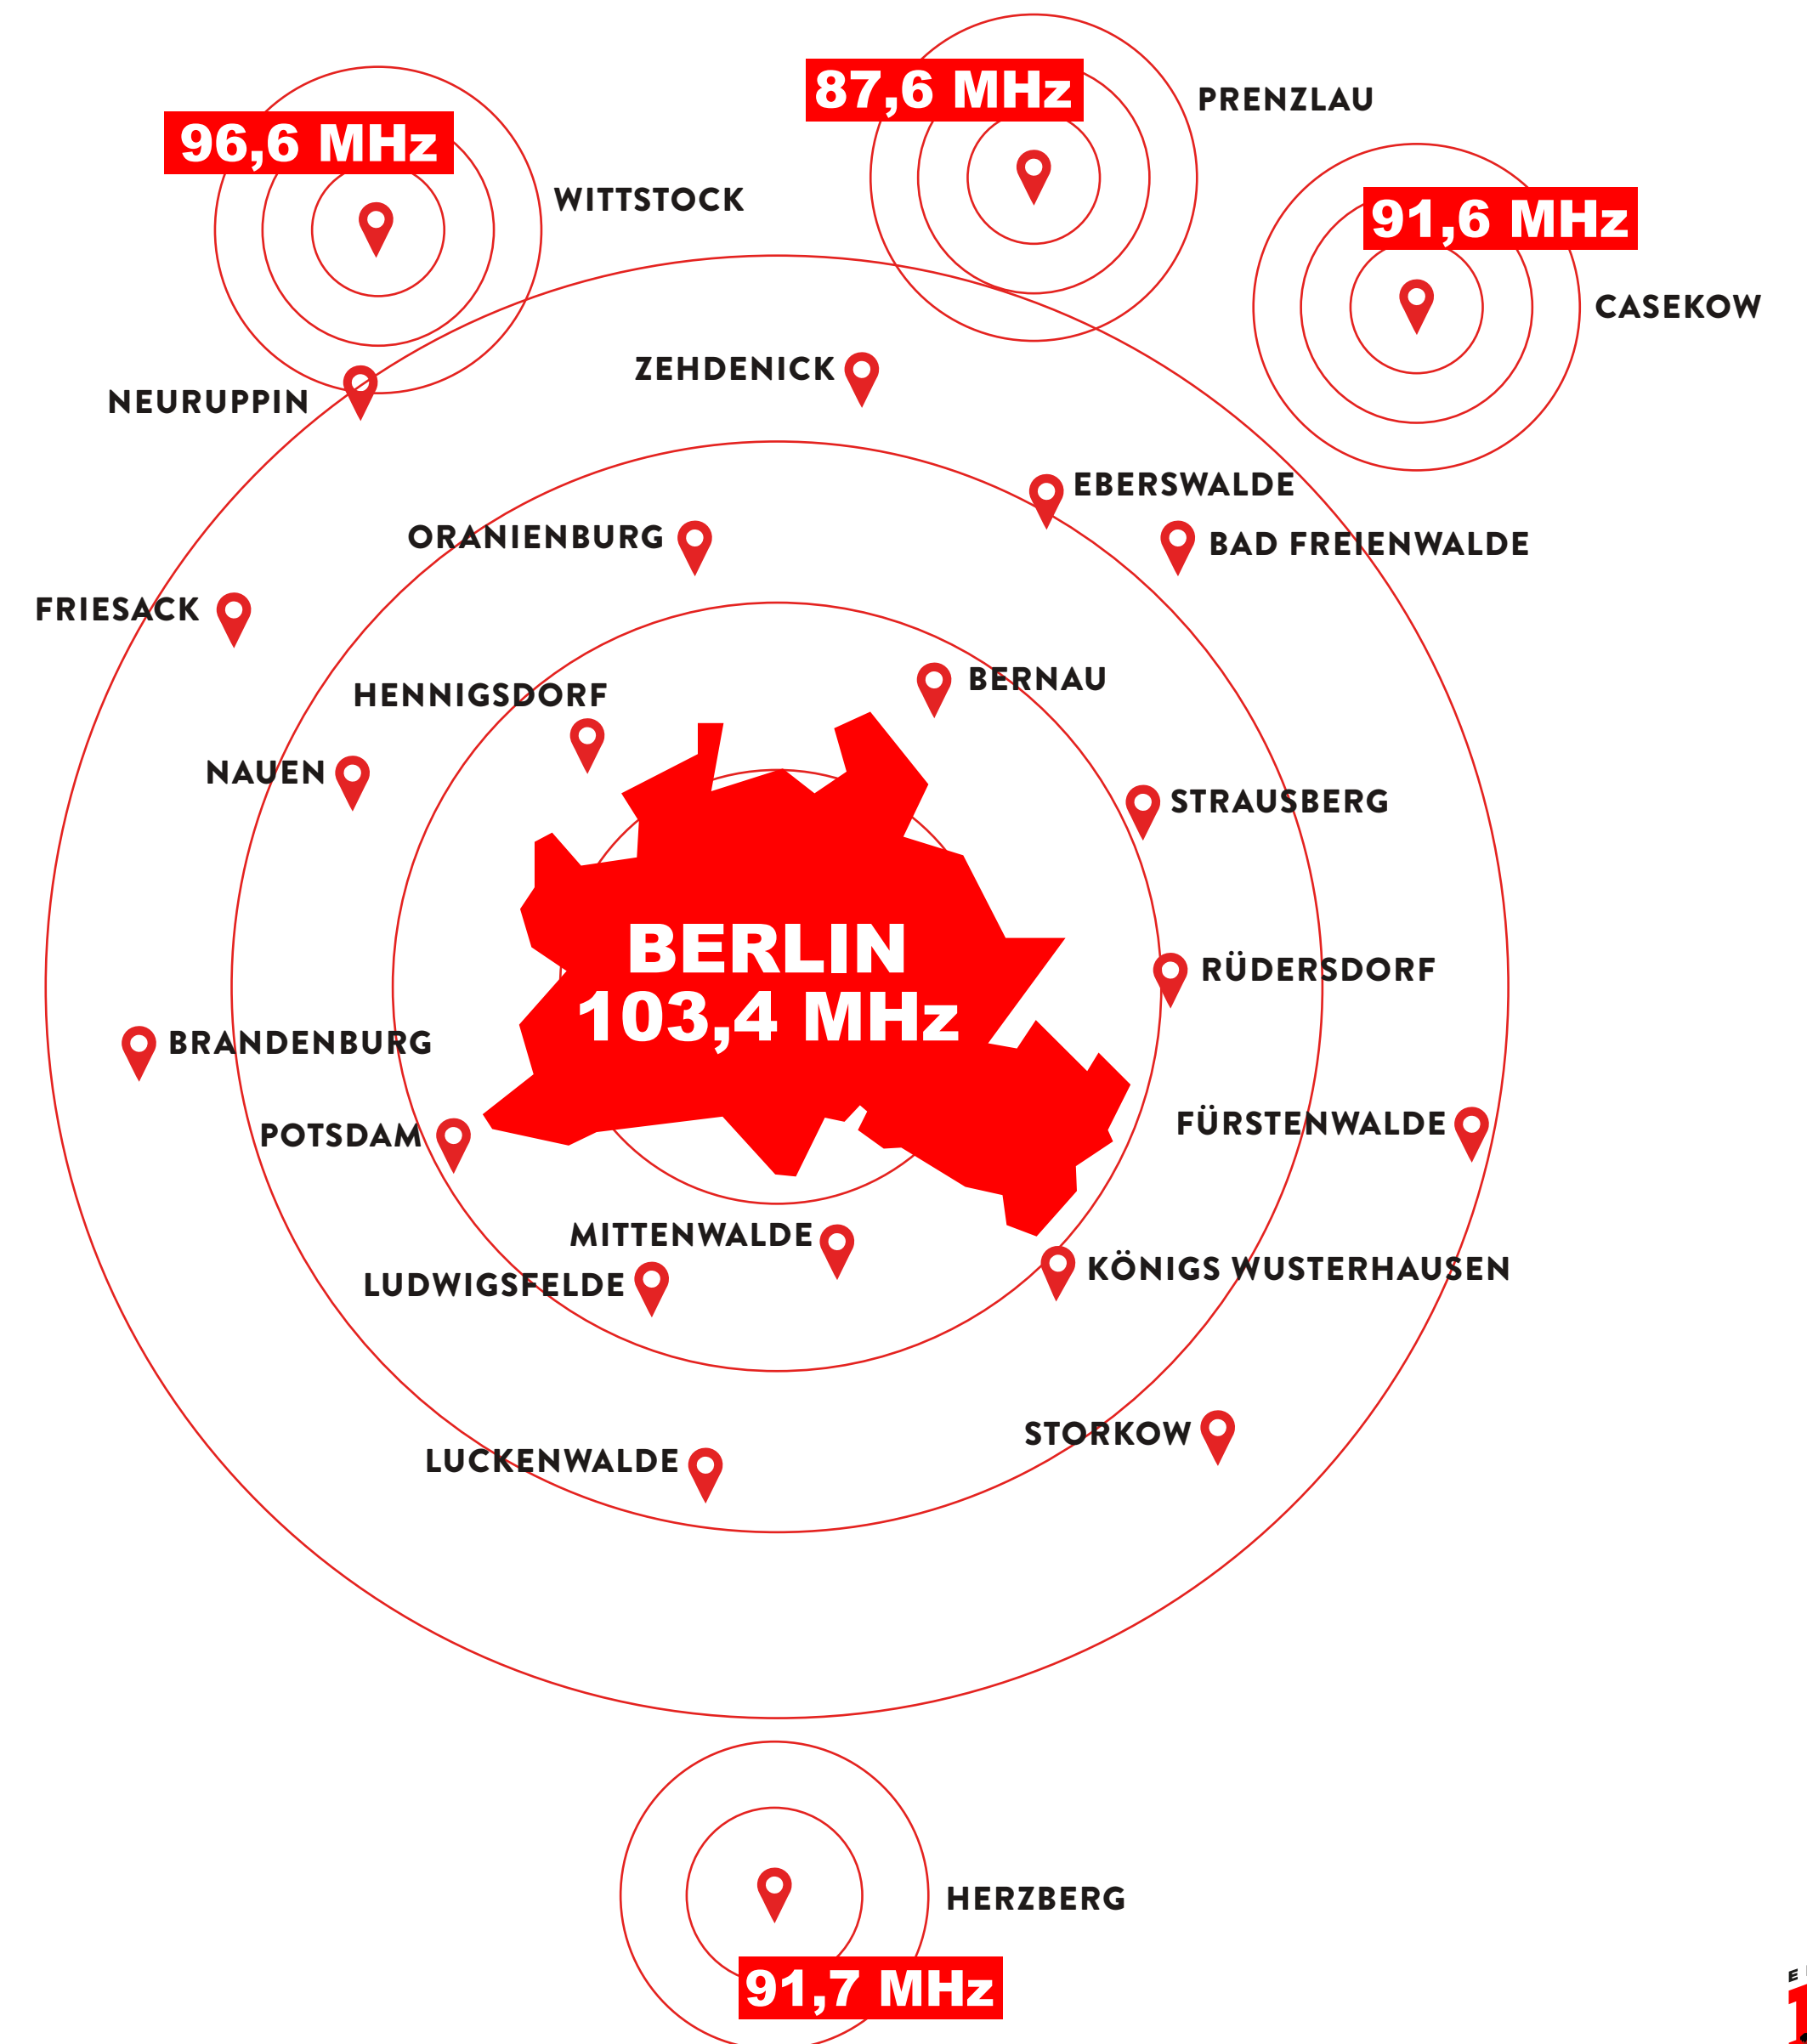 87,6 MHz
PRENZLAU
96,6 MHz
WITTSTOCK
91,6 MHz
CASEKOW
ZEHDENICK
NEURUPPIN
EBERSWALDE
ORANIENBURG
BAD FREIENWALDE
FRIESACK
BERNAU
HENNIGSDORF
NAUEN
STRAUSBERG
BERLIN
103,4 MHz
RÜDERSDORF
BRANDENBURG
FÜRSTENWALDE
POTSDAM
MITTENWALDE
KÖNIGS WUSTERHAUSEN
LUDWIGSFELDE
STORKOW
LUCKENWALDE
HERZBERG
91,7 MHz